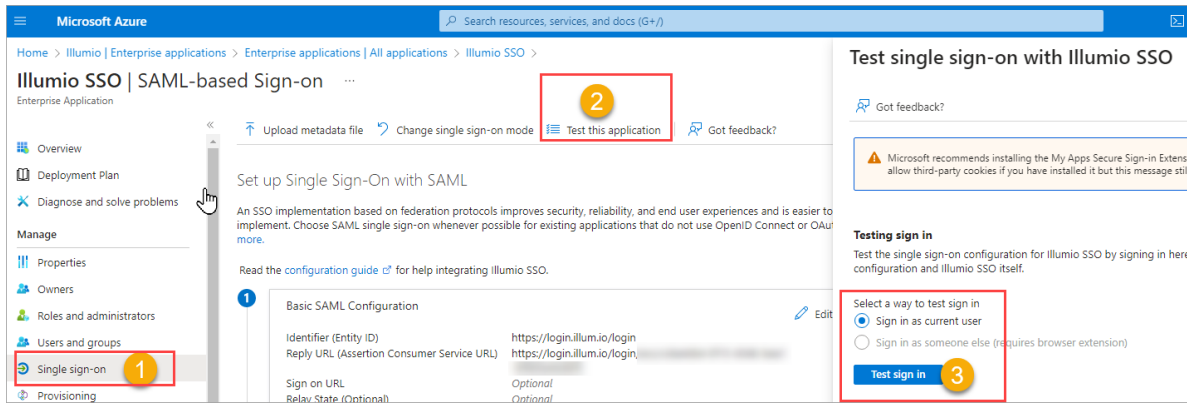 Microsoft Azure
Search resources, services, and docs (G+/)
Home > Illumio | Enterprise applications > Enterprise applications | All applications > Illumio SSO >
Illumio SSO | SAML-based Sign-on ...
Enterprise Application
«
Overview
Deployment Plan
Diagnose and solve problems
Manage
Properties
Owners
Roles and administrators
Users and groups
Single sign-on
1
Provisioning
2
Upload metadata file
Change single sign-on mode
Test this application
Got feedback?
Set up Single Sign-On with SAML
An SSO implementation based on federation protocols improves security, reliability, and end user experiences and is easier to
implement. Choose SAML single sign-on whenever possible for existing applications that do not use OpenID Connect or OAu
more.
Read the configuration guide for help integrating Illumio SSO.
1
Basic SAML Configuration
Edit
Identifier (Entity ID) https://login.illum.io/login
Reply URL (Assertion Consumer Service URL) https://login.illum.io/login
Sign on URL Optional
Relay State (Optional) Optional
Test single sign-on with Illumio SSO
Got feedback?
Microsoft recommends installing the My Apps Secure Sign-in Extens
allow third-party cookies if you have installed it but this message stil
Testing sign in
Test the single sign-on configuration for Illumio SSO by signing in here
configuration and Illumio SSO itself.
Select a way to test sign in
Sign in as current user
Sign in as someone else (requires browser extension)
Test sign in
3